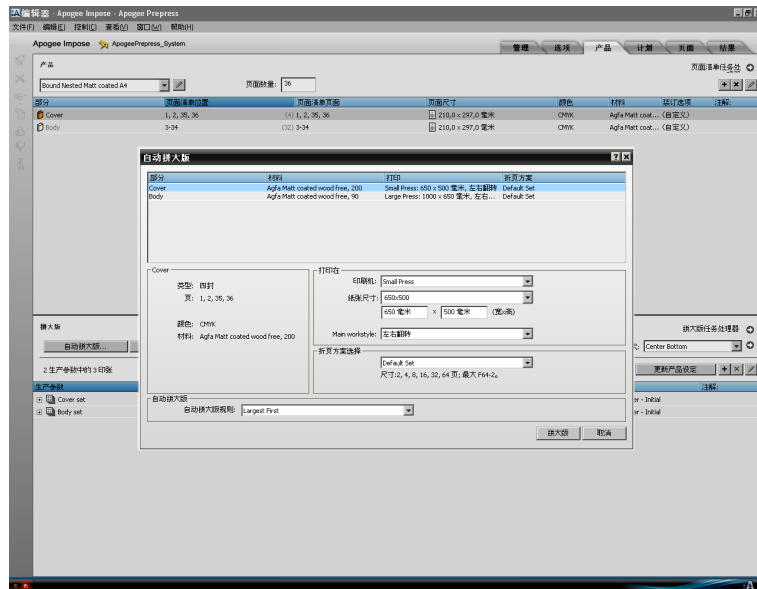 编辑器 - Apogee Impose - Apogee Prepress
文件(F) 编辑(E) 控制(C) 查看(V) 窗口(W) 帮助(H)
Apogee Impose ApogeePrepress_System
管理 选项 产品 计划 页面 结果
产品 页面清单任务处
Bound Nested Matt coated A4 页面数量: 36
部分 页面清单位置 页面清单页面 页面尺寸 颜色 材料 装订选项 注解:
Cover 1, 2, 35, 36 (4) 1, 2, 35, 36 210,0 x 297,0 毫米 CMYK Agfa Matt coat... (自定义)
Body 3-34 (32) 3-34 210,0 x 297,0 毫米 CMYK Agfa Matt coat... (自定义)
自动拼大版
部分 材料 打印 折页方案
Cover Agfa Matt coated wood free, 200 Small Press: 650 x 500 毫米, 左右翻转 Default Set
Body Agfa Matt coated wood free, 90 Large Press: 1000 x 650 毫米, 左右... Default Set
Cover
类型: 四封
页: 1, 2, 35, 36
颜色: CMYK
材料: Agfa Matt coated wood free, 200
打印在
印刷机: Small Press
纸张尺寸: 650x500
650 毫米 x 500 毫米 (宽x高)
Main workstyle: 左右翻转
折页方案选择
Default Set
尺寸:2, 4, 8, 16, 32, 64 页; 最大 F64-2。
自动拼大版
自动拼大版规则: Largest First
拼大版 取消
拼大版 拼大版任务处理器
自动拼大版... Center Bottom
2 生产参数中的 3 印张 更新产品设定
生产参数 注解:
Cover set er - Initial
Body set er - Initial